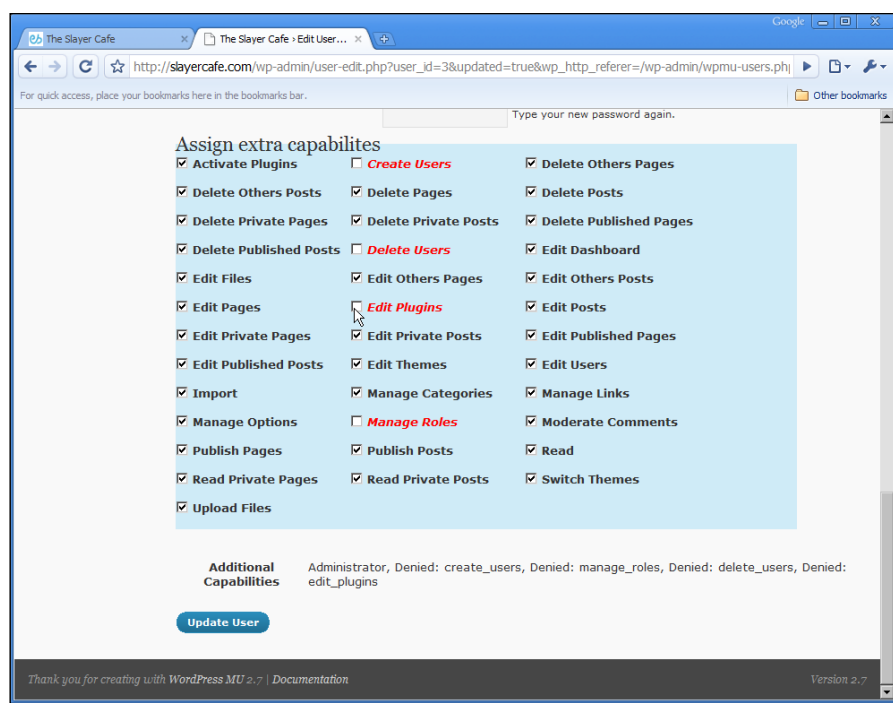 Google
The Slayer Cafe
The Slayer Cafe › Edit User...
http://slayercafe.com/wp-admin/user-edit.php?user_id=3&updated=true&wp_http_referer=/wp-admin/wpmu-users.ph
For quick access, place your bookmarks here in the bookmarks bar.
Other bookmarks
Type your new password again.
Assign extra capabilites
Activate Plugins Create Users Delete Others Pages
Delete Others Posts Delete Pages Delete Posts
Delete Private Pages Delete Private Posts Delete Published Pages
Delete Published Posts Delete Users Edit Dashboard
Edit Files Edit Others Pages Edit Others Posts
Edit Pages Edit Plugins Edit Posts
Edit Private Pages Edit Private Posts Edit Published Pages
Edit Published Posts Edit Themes Edit Users
Import Manage Categories Manage Links
Manage Options Manage Roles Moderate Comments
Publish Pages Publish Posts Read
Read Private Pages Read Private Posts Switch Themes
Upload Files
Additional Capabilities
Administrator, Denied: create_users, Denied: manage_roles, Denied: delete_users, Denied:
edit_plugins
Update User
Thank you for creating with WordPress MU 2.7 | Documentation
Version 2.7